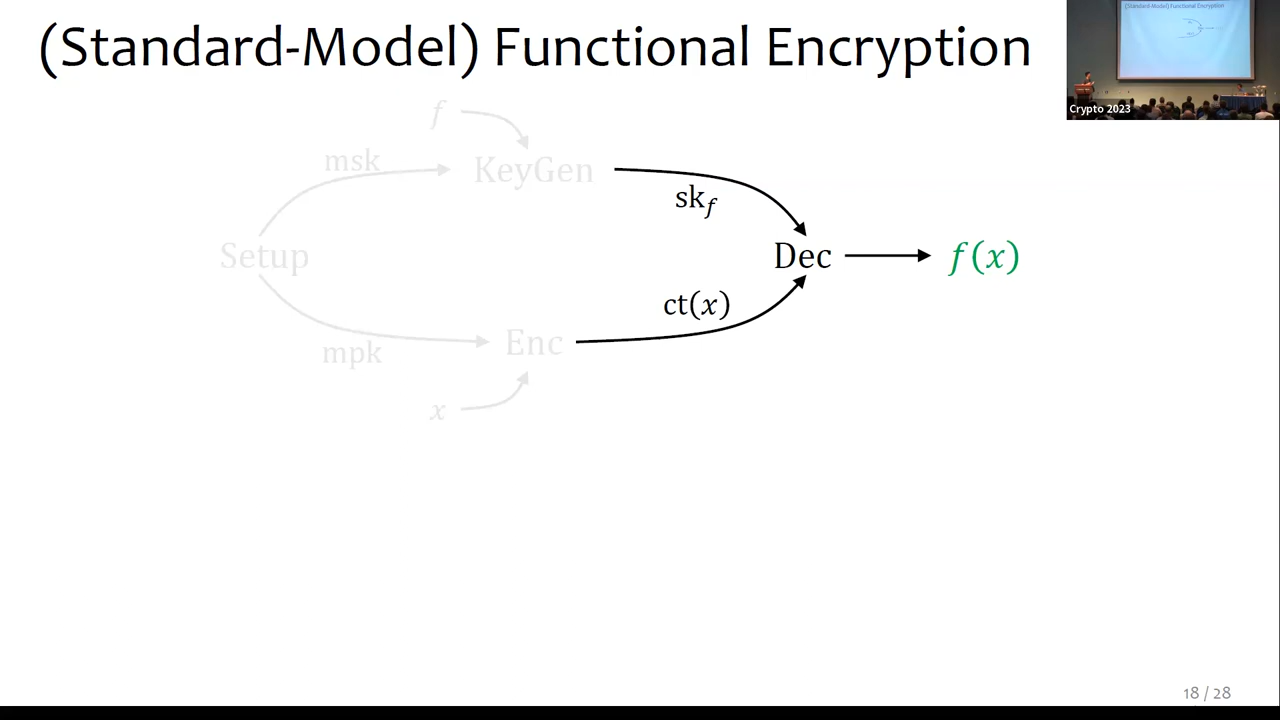 (Standard-Model) Functional Encryption
Crypto 2023
f
msk
KeyGen
sk_f
Setup
Dec
f(x)
ct(x)
mpk
Enc
x
18 / 28